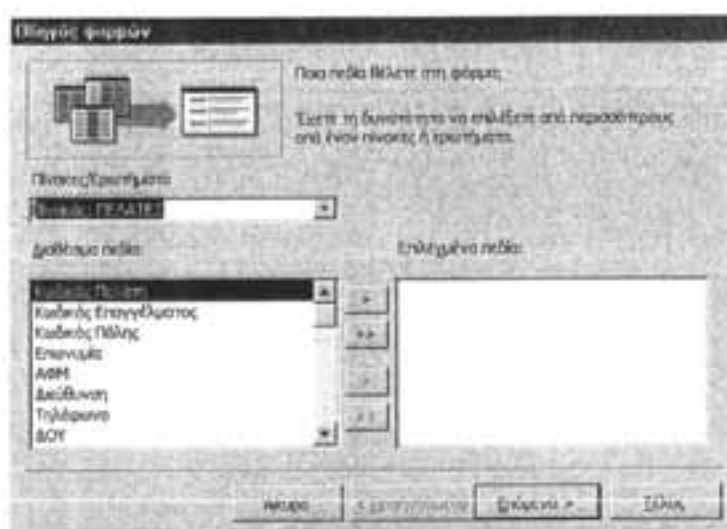 Οδηγός φορμών
Ποια πεδία θέλετε στη φόρμα;
Έχετε τη δυνατότητα να επιλέξετε από περισσότερους
από έναν πίνακες ή ερωτήματα.
Πίνακες/Ερωτήματα
Πίνακας: ΠΕΛΑΤΕΣ
Διαθέσιμα πεδία:
Επιλεγμένα πεδία:
Κωδικός Πελάτη
Κωδικός Επαγγέλματος
Κωδικός Πόλης
Επωνυμία
ΑΦΜ
Διεύθυνση
Τηλέφωνο
ΔΟΥ
>
>>
<
<<
Άκυρο
< Προηγούμενο
Επόμενο >
Τέλος